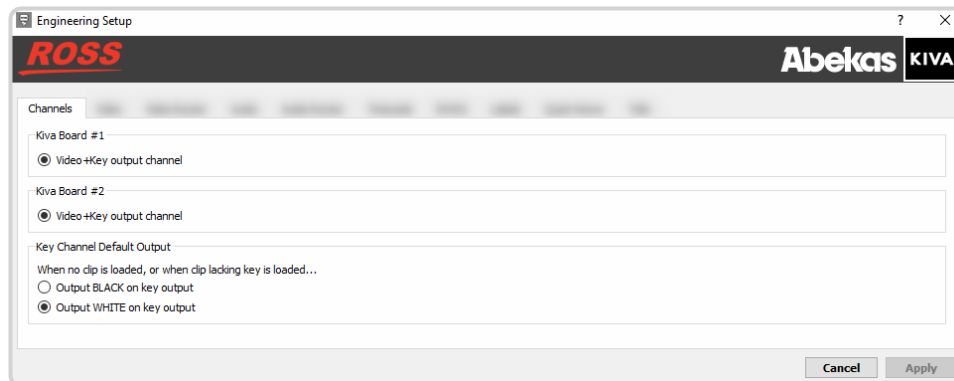 Engineering Setup ? X
ROSS Abekas KIVA
Channels
Kiva Board #1
Video+Key output channel
Kiva Board #2
Video+Key output channel
Key Channel Default Output
When no clip is loaded, or when clip lacking key is loaded...
Output BLACK on key output
Output WHITE on key output
Cancel Apply